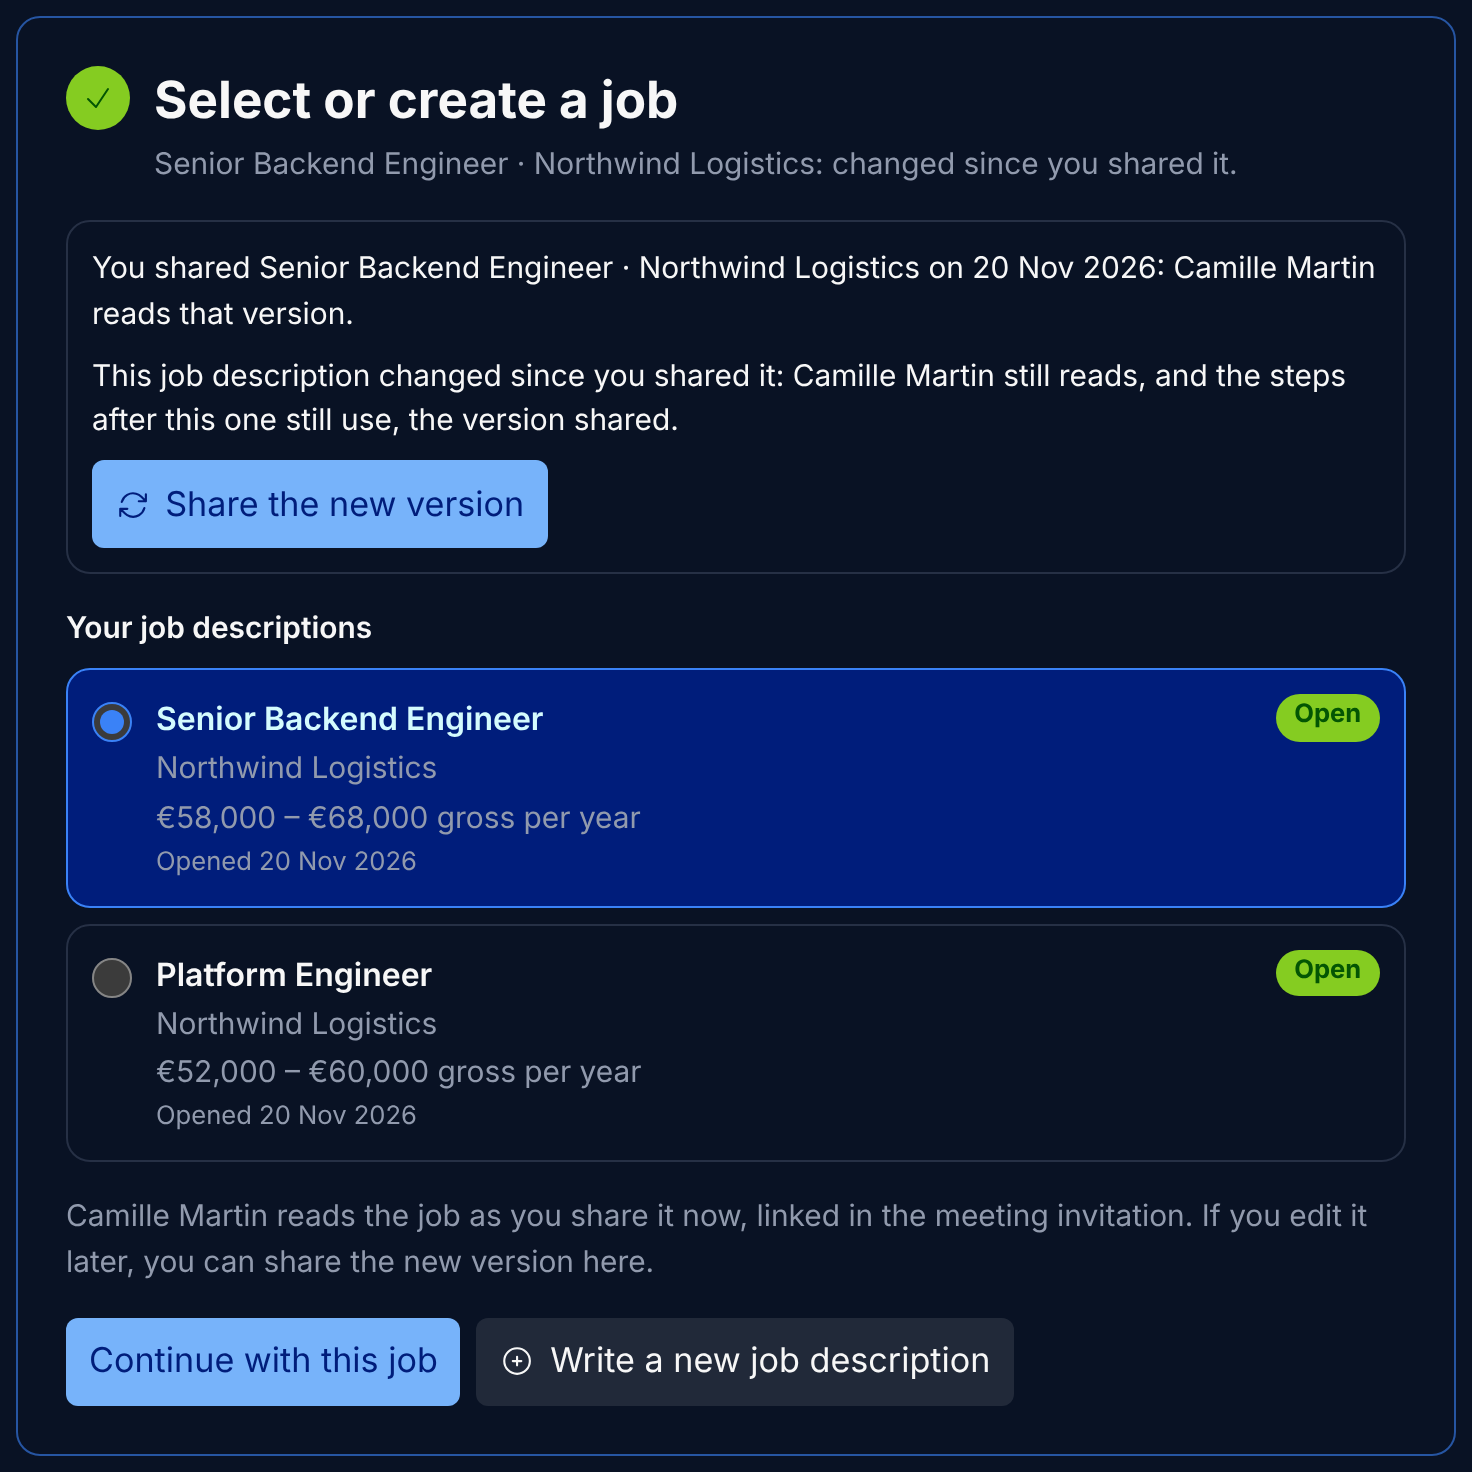 Select or create a job
Senior Backend Engineer · Northwind Logistics: changed since you shared it.
You shared Senior Backend Engineer · Northwind Logistics on 20 Nov 2026: Camille Martin
reads that version.
This job description changed since you shared it: Camille Martin still reads, and the steps
after this one still use, the version shared.
Share the new version
Your job descriptions
Senior Backend Engineer
Open
Northwind Logistics
€58,000 – €68,000 gross per year
Opened 20 Nov 2026
Platform Engineer
Open
Northwind Logistics
€52,000 – €60,000 gross per year
Opened 20 Nov 2026
Camille Martin reads the job as you share it now, linked in the meeting invitation. If you edit it
later, you can share the new version here.
Continue with this job
Write a new job description